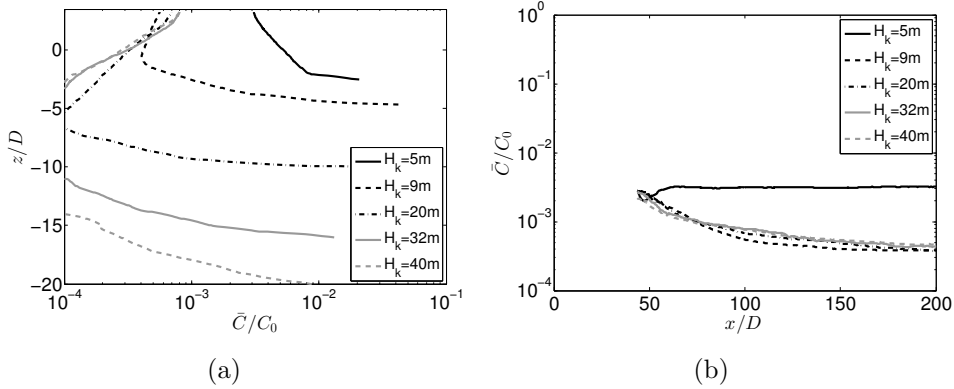 0
−5
−10
−15
−20
z/D
10⁻⁴
10⁻³
10⁻²
10⁻¹
C̄/C₀
H_k=5m
H_k=9m
H_k=20m
H_k=32m
H_k=40m
(a)
10⁰
10⁻¹
10⁻²
10⁻³
10⁻⁴
C̄/C₀
0
50
100
150
200
x/D
H_k=5m
H_k=9m
H_k=20m
H_k=32m
H_k=40m
(b)